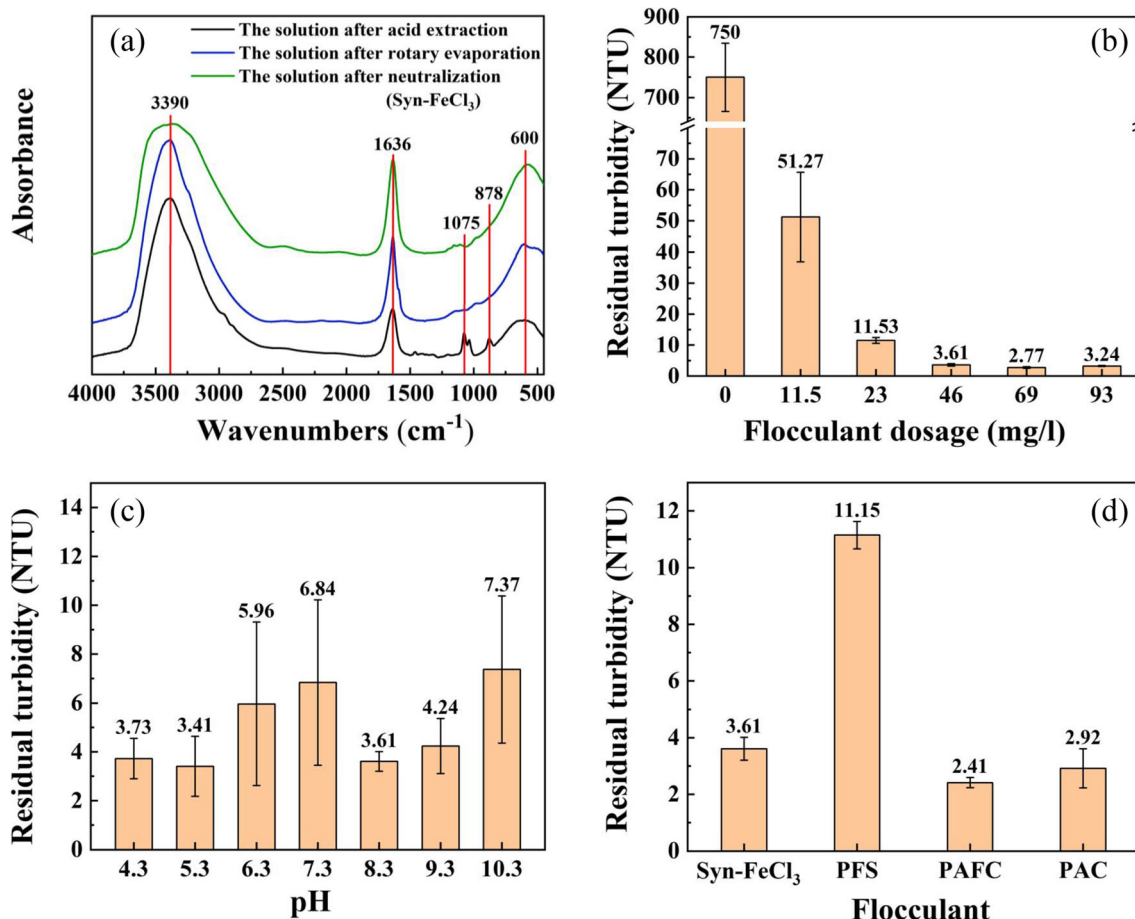 (a)
The solution after acid extraction
The solution after rotary evaporation
The solution after neutralization
(Syn-FeCl₃)
3390
1636
1075
878
600
Absorbance
4000 3500 3000 2500 2000 1500 1000 500
Wavenumbers (cm⁻¹)
(b)
900
800
700
70
60
50
40
30
20
10
0
Residual turbidity (NTU)
750
51.27
11.53
3.61
2.77
3.24
0 11.5 23 46 69 93
Flocculant dosage (mg/l)
(c)
14
12
10
8
6
4
2
0
Residual turbidity (NTU)
3.73
3.41
5.96
6.84
3.61
4.24
7.37
4.3 5.3 6.3 7.3 8.3 9.3 10.3
pH
(d)
12
10
8
6
4
2
0
Residual turbidity (NTU)
3.61
11.15
2.41
2.92
Syn-FeCl₃ PFS PAFC PAC
Flocculant